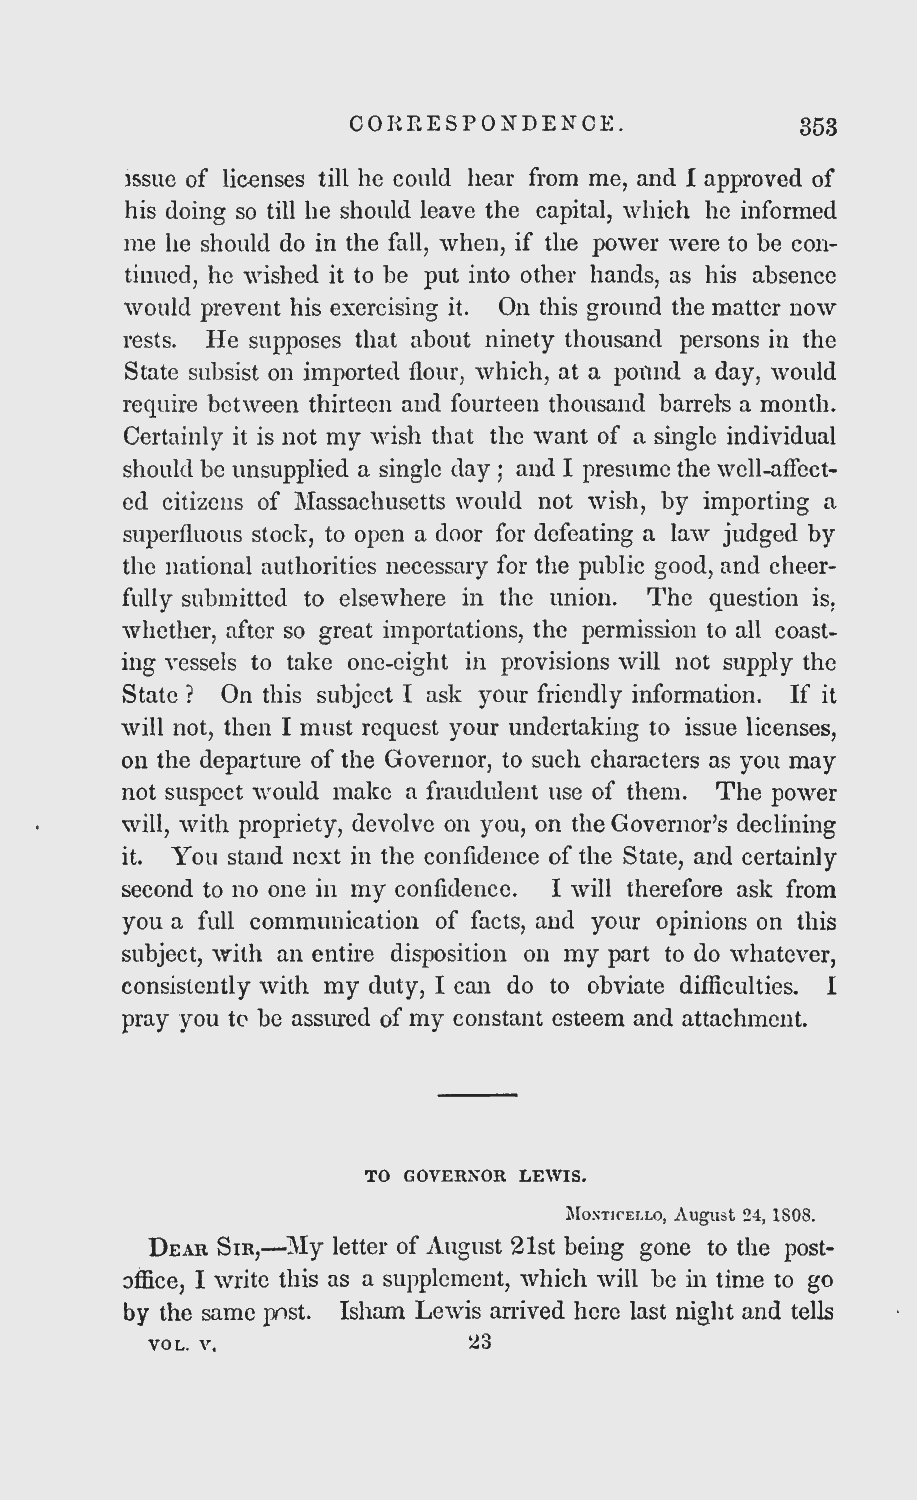 CORRESPONDENCE. 353
issue of licenses till he could hear from me, and I approved of
his doing so till he should leave the capital, which he informed
me he should do in the fall, when, if the power were to be con-
tinued, he wished it to be put into other hands, as his absence
would prevent his exercising it. On this ground the matter now
rests. He supposes that about ninety thousand persons in the
State subsist on imported flour, which, at a pound a day, would
require between thirteen and fourteen thousand barrels a month.
Certainly it is not my wish that the want of a single individual
should be unsupplied a single day; and I presume the well-affect-
ed citizens of Massachusetts would not wish, by importing a
superfluous stock, to open a door for defeating a law judged by
the national authorities necessary for the public good, and cheer-
fully submitted to elsewhere in the union. The question is,
whether, after so great importations, the permission to all coast-
ing vessels to take one-eight in provisions will not supply the
State? On this subject I ask your friendly information. If it
will not, then I must request your undertaking to issue licenses,
on the departure of the Governor, to such characters as you may
not suspect would make a fraudulent use of them. The power
will, with propriety, devolve on you, on the Governor's declining
it. You stand next in the confidence of the State, and certainly
second to no one in my confidence. I will therefore ask from
you a full communication of facts, and your opinions on this
subject, with an entire disposition on my part to do whatever,
consistently with my duty, I can do to obviate difficulties. I
pray you to be assured of my constant esteem and attachment.
TO GOVERNOR LEWIS.
MONTICELLO, August 24, 1808.
DEAR SIR,—My letter of August 21st being gone to the post-
office, I write this as a supplement, which will be in time to go
by the same post. Isham Lewis arrived here last night and tells
VOL. V. 23